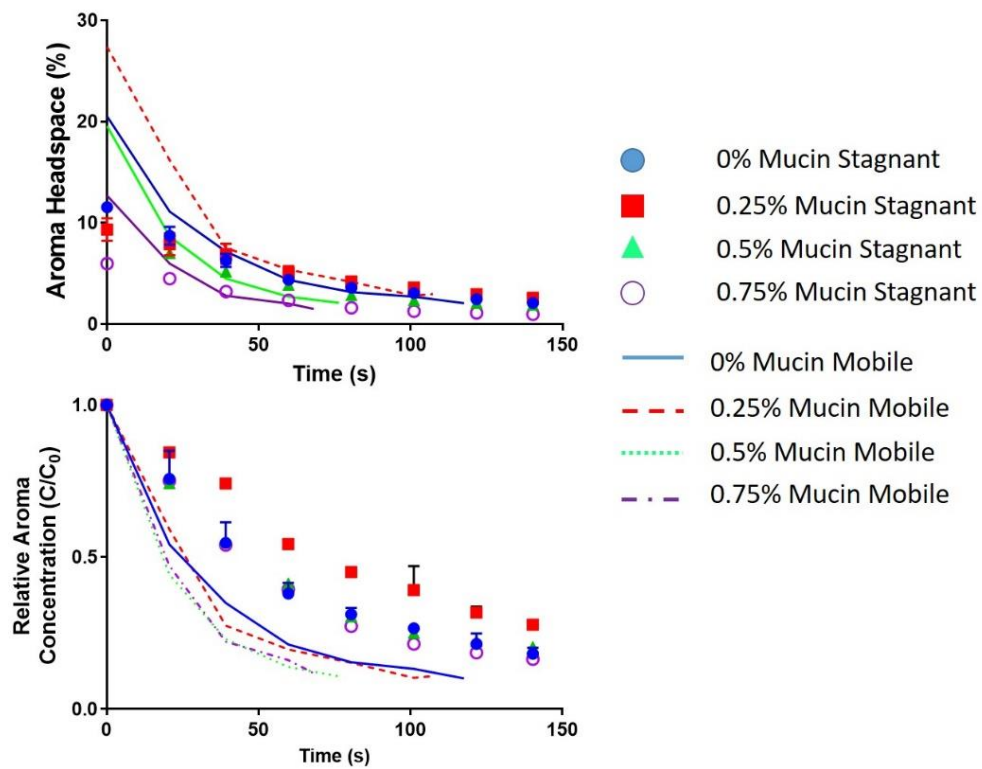 30
20
10
0
Aroma Headspace (%)
0
50
100
150
Time (s)
1.0
0.5
0.0
Relative Aroma
Concentration (C/C₀)
0
50
100
150
Time (s)
0% Mucin Stagnant
0.25% Mucin Stagnant
0.5% Mucin Stagnant
0.75% Mucin Stagnant
0% Mucin Mobile
0.25% Mucin Mobile
0.5% Mucin Mobile
0.75% Mucin Mobile